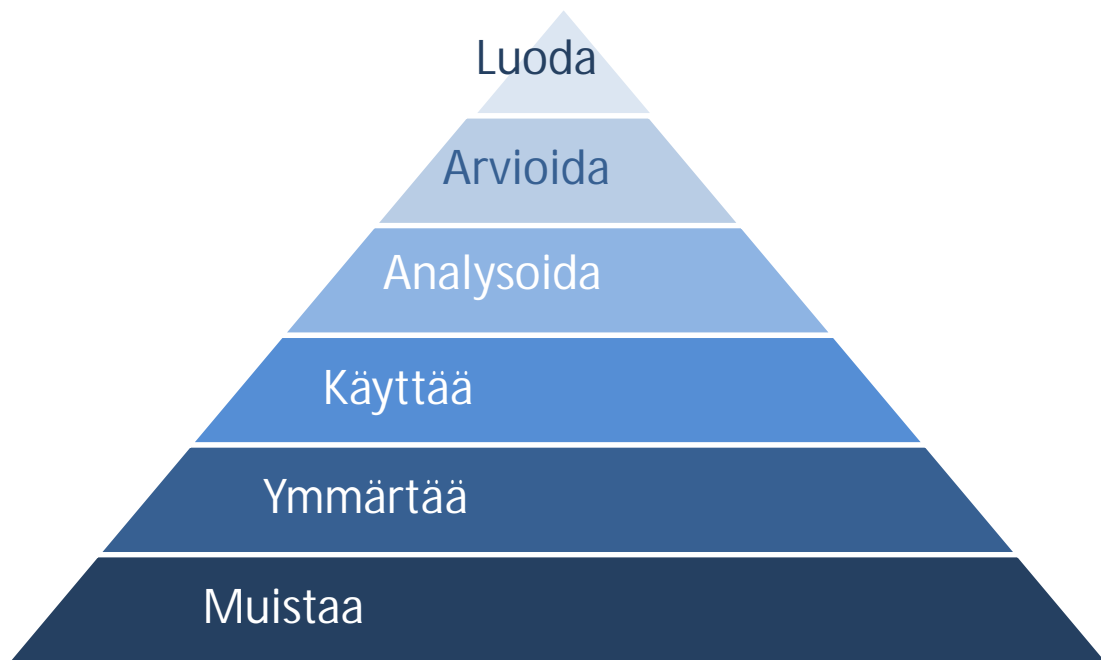 Luoda
Arvioida
Analysoida
Käyttää
Ymmärtää
Muistaa